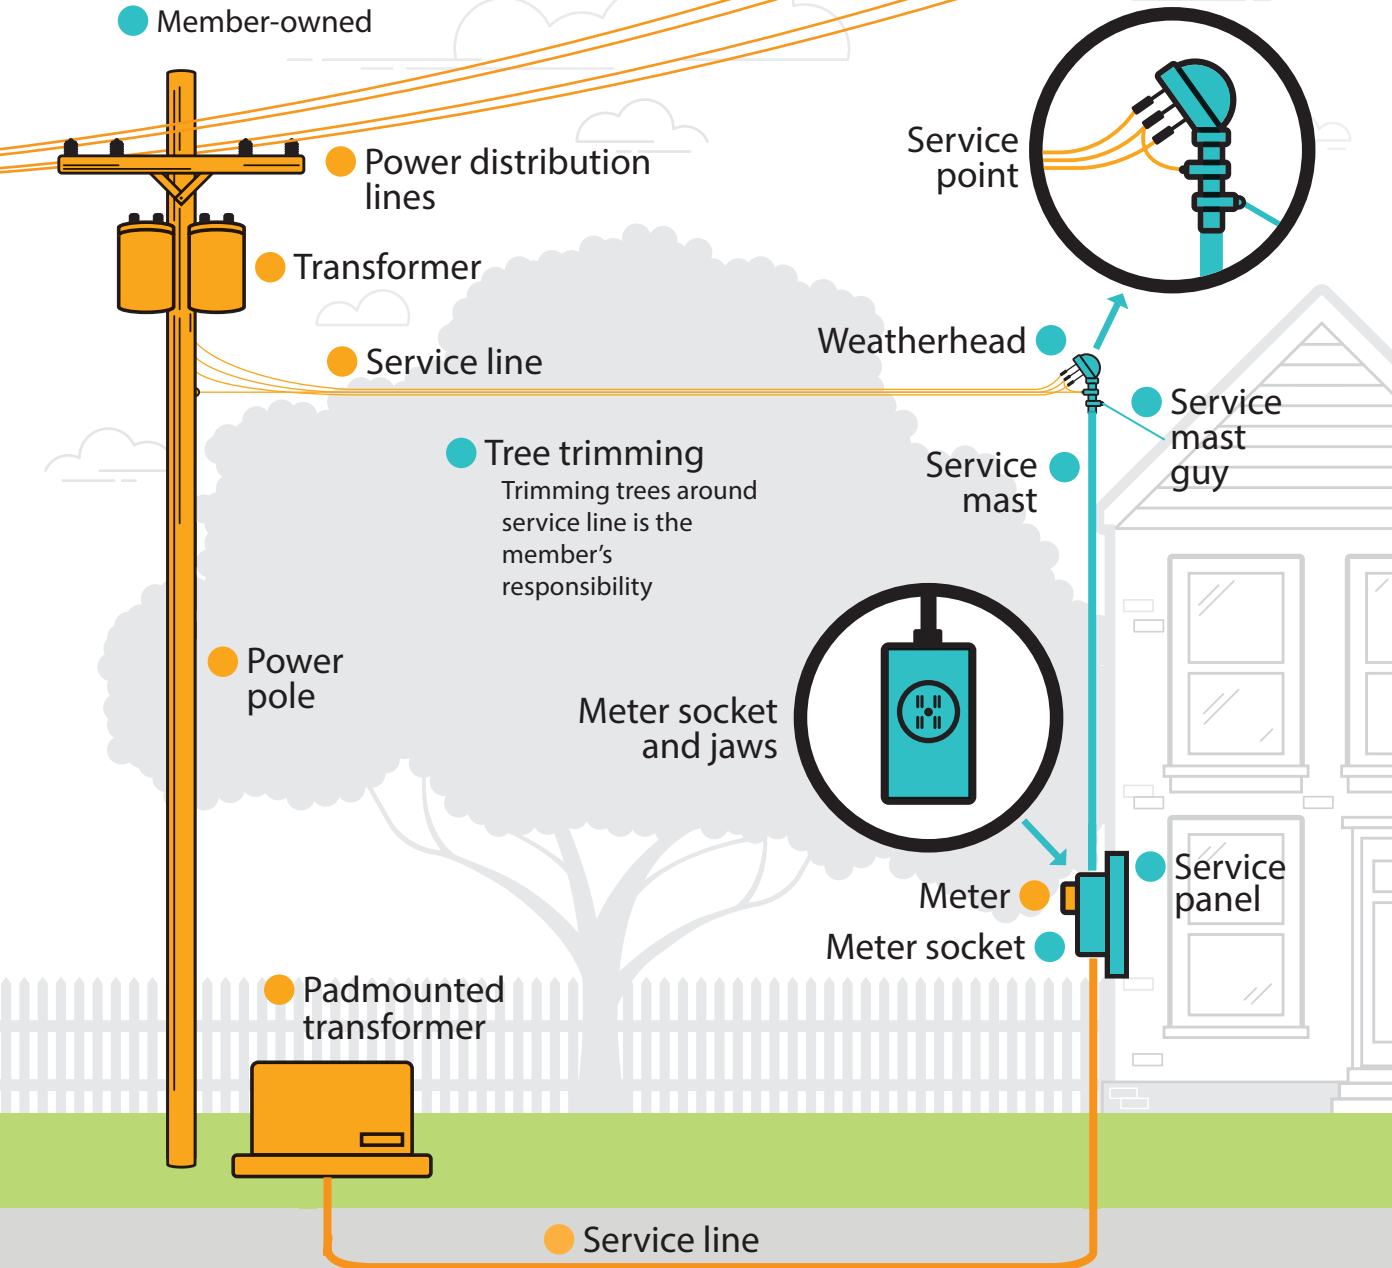 Member-owned
Service
point
Power distribution
lines
Transformer
Weatherhead
Service line
Service
mast
guy
Tree trimming
Trimming trees around
service line is the
member’s
responsibility
Service
mast
Power
pole
Meter socket
and jaws
Service
panel
Meter
Meter socket
Padmounted
transformer
Service line